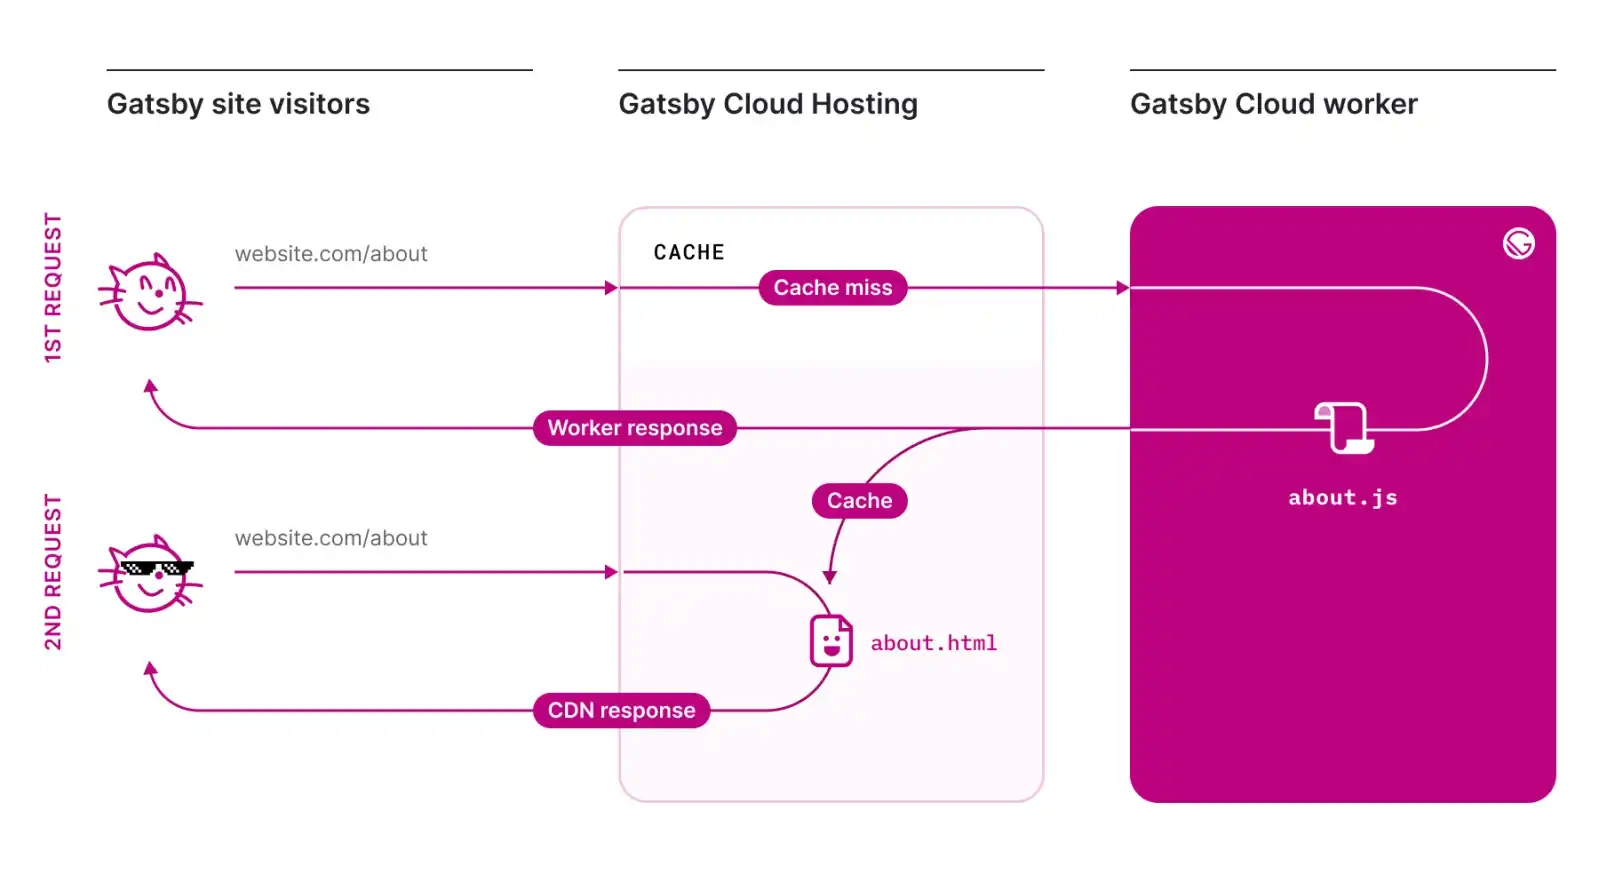 Gatsby site visitors
Gatsby Cloud Hosting
Gatsby Cloud worker
1ST REQUEST
website.com/about
CACHE
Cache miss
Worker response
Cache
about.js
2ND REQUEST
website.com/about
about.html
CDN response